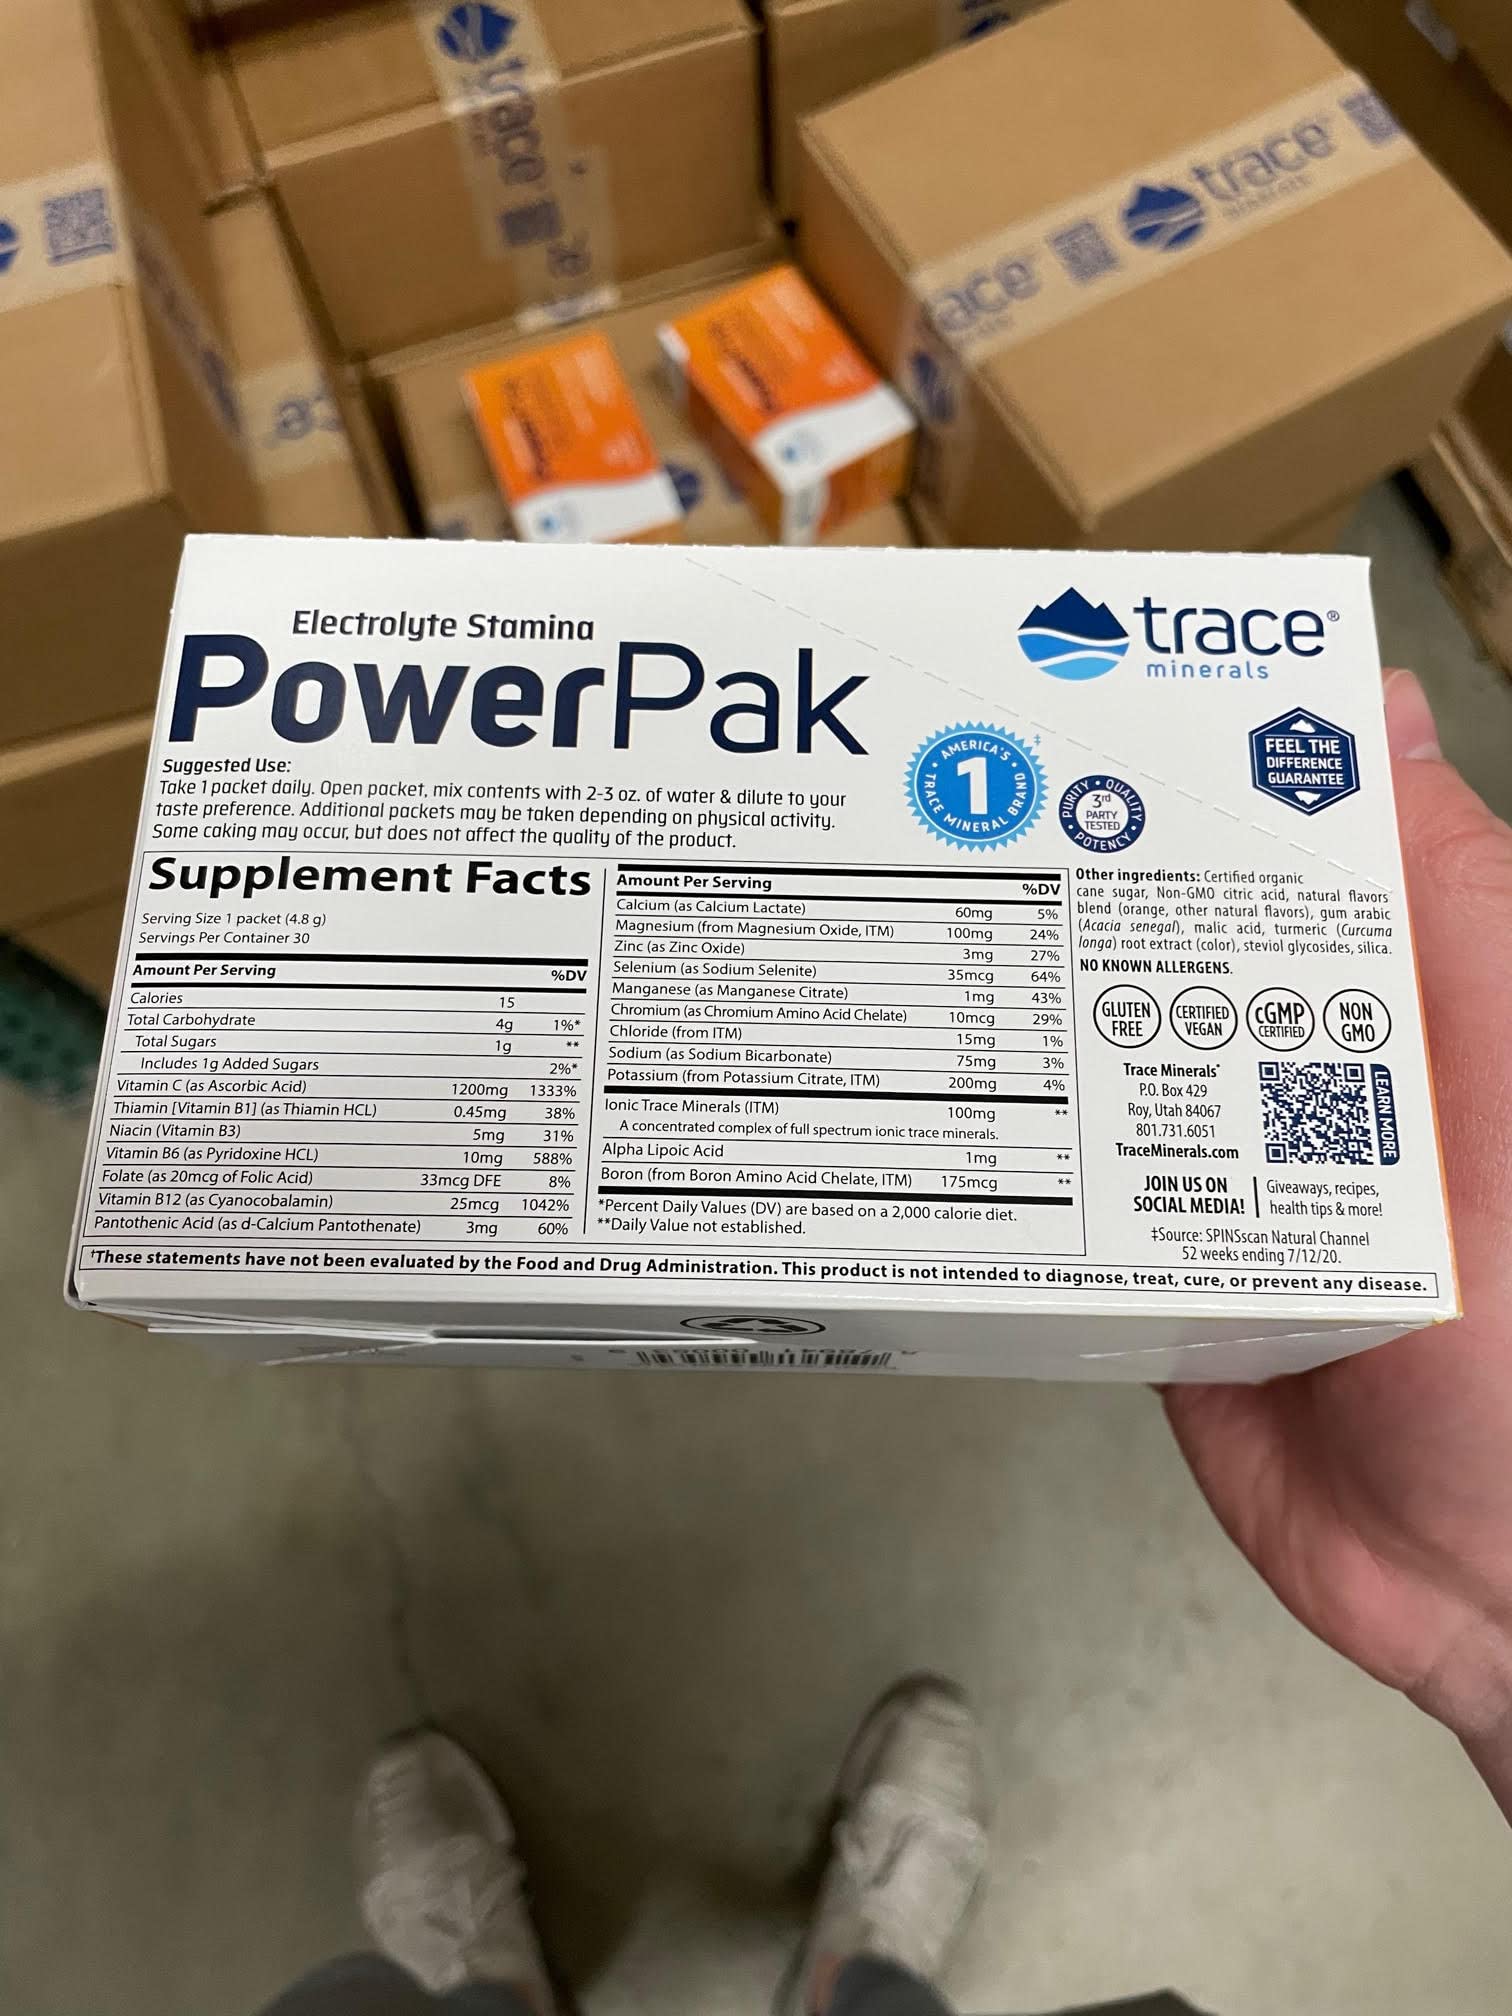 trace
trace
ace
Electrolyte Stamina
PowerPak
trace®
minerals
Suggested Use:
Take 1 packet daily. Open packet, mix contents with 2-3 oz. of water & dilute to your
taste preference. Additional packets may be taken depending on physical activity.
Some caking may occur, but does not affect the quality of the product.
AMERICA'S
1
TRACE MINERAL BRAND
‡
PURITY • QUALITY
3rd
PARTY
TESTED
POTENCY
FEEL THE
DIFFERENCE
GUARANTEE
Supplement Facts
Serving Size 1 packet (4.8 g)
Servings Per Container 30
Amount Per Serving %DV
Calories 15
Total Carbohydrate 4g 1%*
Total Sugars 1g **
Includes 1g Added Sugars 2%*
Vitamin C (as Ascorbic Acid) 1200mg 1333%
Thiamin [Vitamin B1] (as Thiamin HCL) 0.45mg 38%
Niacin (Vitamin B3) 5mg 31%
Vitamin B6 (as Pyridoxine HCL) 10mg 588%
Folate (as 20mcg of Folic Acid) 33mcg DFE 8%
Vitamin B12 (as Cyanocobalamin) 25mcg 1042%
Pantothenic Acid (as d-Calcium Pantothenate) 3mg 60%
Amount Per Serving %DV
Calcium (as Calcium Lactate) 60mg 5%
Magnesium (from Magnesium Oxide, ITM) 100mg 24%
Zinc (as Zinc Oxide) 3mg 27%
Selenium (as Sodium Selenite) 35mcg 64%
Manganese (as Manganese Citrate) 1mg 43%
Chromium (as Chromium Amino Acid Chelate) 10mcg 29%
Chloride (from ITM) 15mg 1%
Sodium (as Sodium Bicarbonate) 75mg 3%
Potassium (from Potassium Citrate, ITM) 200mg 4%
Ionic Trace Minerals (ITM) 100mg **
A concentrated complex of full spectrum ionic trace minerals.
Alpha Lipoic Acid 1mg **
Boron (from Boron Amino Acid Chelate, ITM) 175mcg **
*Percent Daily Values (DV) are based on a 2,000 calorie diet.
**Daily Value not established.
Other ingredients: Certified organic
cane sugar, Non-GMO citric acid, natural flavors
blend (orange, other natural flavors), gum arabic
(Acacia senegal), malic acid, turmeric (Curcuma
longa) root extract (color), steviol glycosides, silica.
NO KNOWN ALLERGENS.
GLUTEN
FREE
CERTIFIED
VEGAN
cGMP
CERTIFIED
NON
GMO
Trace Minerals®
P.O. Box 429
Roy, Utah 84067
801.731.6051
TraceMinerals.com
LEARN MORE
JOIN US ON
SOCIAL MEDIA!
Giveaways, recipes,
health tips & more!
‡Source: SPINSscan Natural Channel
52 weeks ending 7/12/20.
†These statements have not been evaluated by the Food and Drug Administration. This product is not intended to diagnose, treat, cure, or prevent any disease.